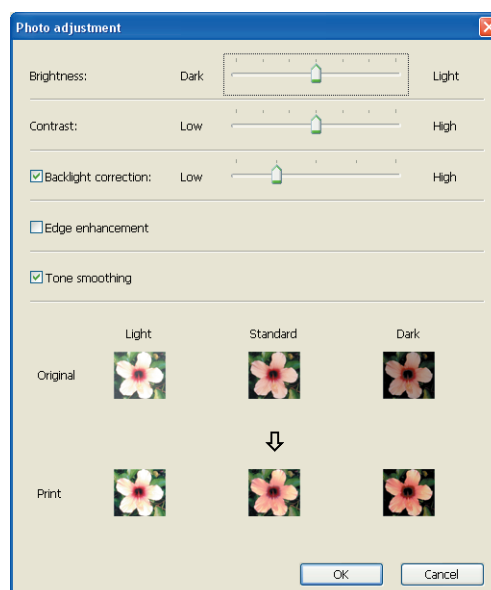 Photo adjustment
Brightness: Dark Light
Contrast: Low High
Backlight correction: Low High
Edge enhancement
Tone smoothing
Light Standard Dark
Original
Print
OK Cancel